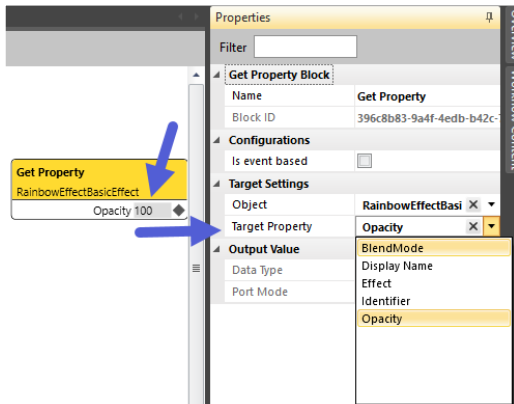 Properties
Filter
Get Property Block
Name Get Property
Block ID 396c8b83-9a4f-4edb-b42c-
Configurations
Is event based
Target Settings
Object RainbowEffectBasi
Target Property Opacity
Output Value
Data Type
Port Mode
BlendMode
Display Name
Effect
Identifier
Opacity
Get Property
RainbowEffectBasicEffect
Opacity 100